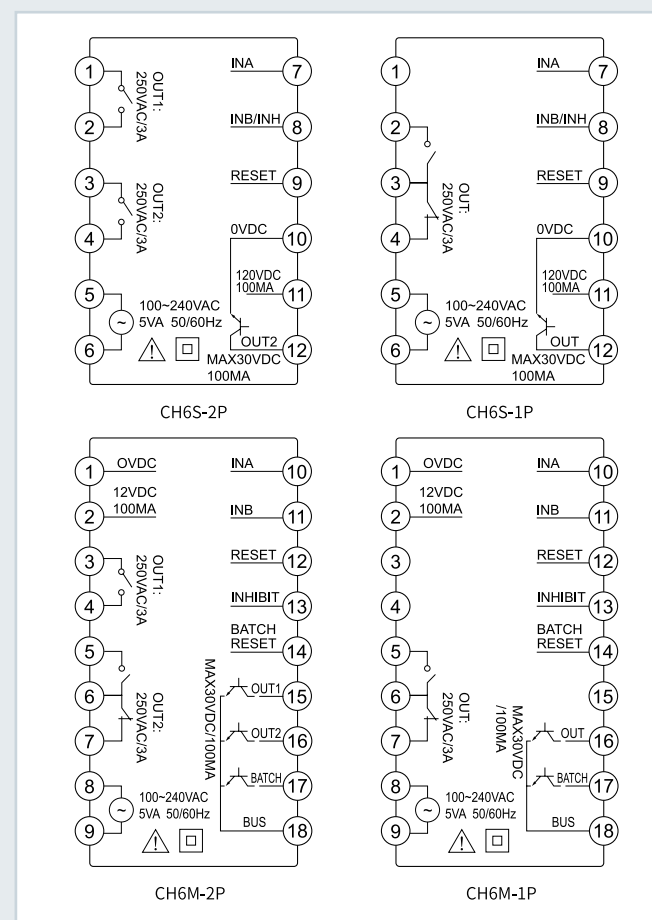 1
2
3
4
5
6
OUT1:
250VAC/3A
OUT2:
250VAC/3A
100~240VAC
5VA 50/60Hz
INA
7
INB/INH
8
RESET
9
0VDC
10
120VDC
100MA
11
OUT2
12
MAX30VDC
100MA
CH6S-2P
1
2
3
4
5
6
OUT:
250VAC/3A
100~240VAC
5VA 50/60Hz
INA
7
INB/INH
8
RESET
9
0VDC
10
120VDC
100MA
11
OUT
12
MAX30VDC
100MA
CH6S-1P
1
OVDC
2
12VDC
100MA
3
4
5
6
7
8
9
OUT1:
250VAC/3A
OUT2:
250VAC/3A
100~240VAC
5VA 50/60Hz
INA
10
INB
11
RESET
12
INHIBIT
13
BATCH
RESET
14
MAX30VDC/100MA
OUT1
15
OUT2
16
BATCH
17
BUS
18
CH6M-2P
1
OVDC
2
12VDC
100MA
3
4
5
6
7
8
9
OUT:
250VAC/3A
100~240VAC
5VA 50/60Hz
INA
10
INB
11
RESET
12
INHIBIT
13
BATCH
RESET
14
15
MAX30VDC
/100MA
OUT
16
BATCH
17
BUS
18
CH6M-1P